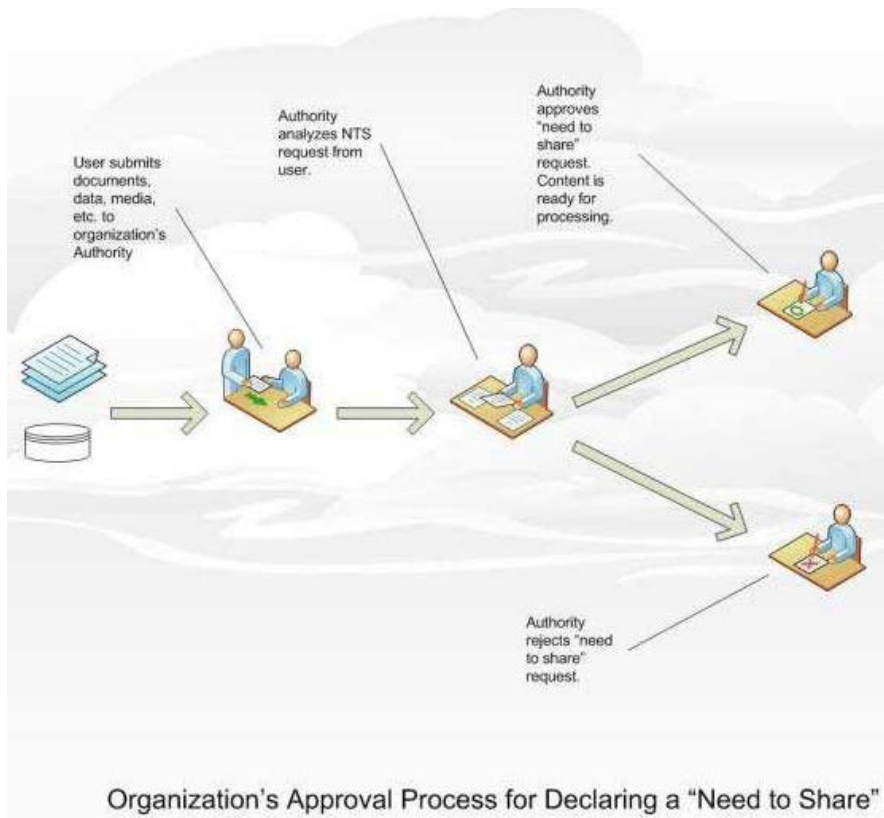 User submits
documents,
data, media,
etc. to
organization's
Authority
Authority
analyzes NTS
request from
user.
Authority
approves
"need to
share"
request.
Content is
ready for
processing.
Authority
rejects "need
to share"
request.
Organization's Approval Process for Declaring a "Need to Share"